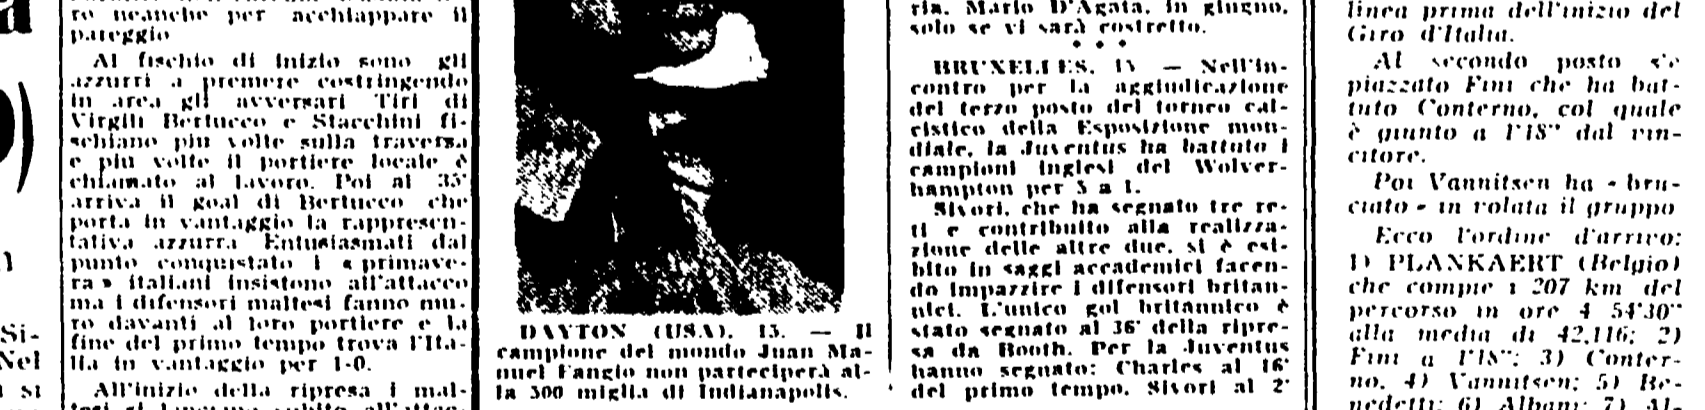 re neanche per acchiappare il
pareggio
Al fischio di inizio sono gli
azzurri a premere costringendo
in area gli avversari Tiri di
Virgili Bertucco e Stacchini fi-
schiano più volte sulla traversa
e più volte il portiere locale è
chiamato al lavoro. Poi al 35'
arriva il goal di Bertucco che
porta in vantaggio la rappresen-
tativa azzurra Entusiasmati dal
punto conquistato i « primave-
ra » italiani insistono all'attacco
ma i difensori maltesi fanno mu-
ro davanti al loro portiere e la
fine del primo tempo trova l'Ita-
lia in vantaggio per 1-0.
All'inizio della ripresa i mal-
DAYTON (USA), 15. — Il
campione del mondo Juan Ma-
nuel Fangio non parteciperà al-
la 500 miglia di Indianapolis.
ria. Mario D'Agata, in giugno,
solo se vi sarà costretto.
* * *
BRUXELLES, 15 — Nell'in-
contro per la aggiudicazione
del terzo posto del torneo cal-
cistico della Esposizione mon-
diale, la Juventus ha battuto i
campioni inglesi del Wolver-
hampton per 5 a 1.
Sivori, che ha segnato tre re-
ti e contribuito alla realizza-
zione delle altre due, si è esi-
bito in saggi accademici facen-
do impazzire i difensori britan-
nici. L'unico gol britannico è
stato segnato al 36' della ripre-
sa da Booth. Per la Juventus
hanno segnato: Charles al 16'
del primo tempo, Sivori al 2'
linea prima dell'inizio del
Giro d'Italia.
Al secondo posto s'è
piazzato Fini che ha bat-
tuto Conterno, col quale
è giunto a 1'18" dal vin-
citore.
Poi Vannitsen ha « bru-
ciato » in volata il gruppo
Ecco l'ordine d'arrivo:
1) PLANKAERT (Belgio)
che compie i 207 km del
percorso in ore 4 54'30"
alla media di 42,116; 2)
Fini a 1'18"; 3) Conter-
no, 4) Vannitsen; 5) Be-
nedetti; 6) Albani; 7) Al-